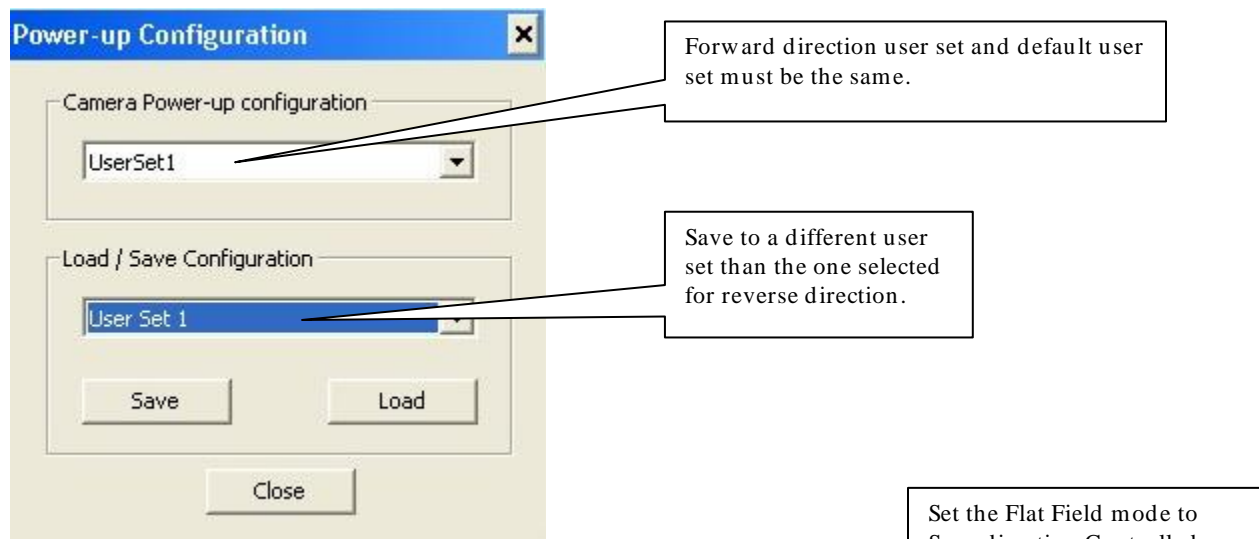 Power-up Configuration
Forward direction user set and default user
set must be the same.
Camera Power-up configuration
UserSet1
Save to a different user
set than the one selected
for reverse direction.
Load / Save Configuration
User Set 1
Save Load
Close
Set the Flat Field mode to